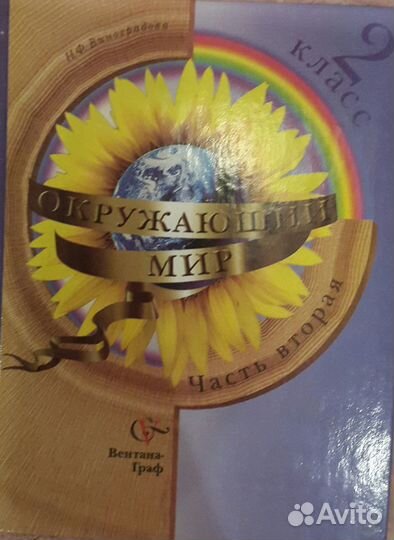 Н.Ф. Виноградова
2
класс
ОКРУЖАЮЩИЙ
МИР
Часть вторая
Вентана-
Граф
Avito